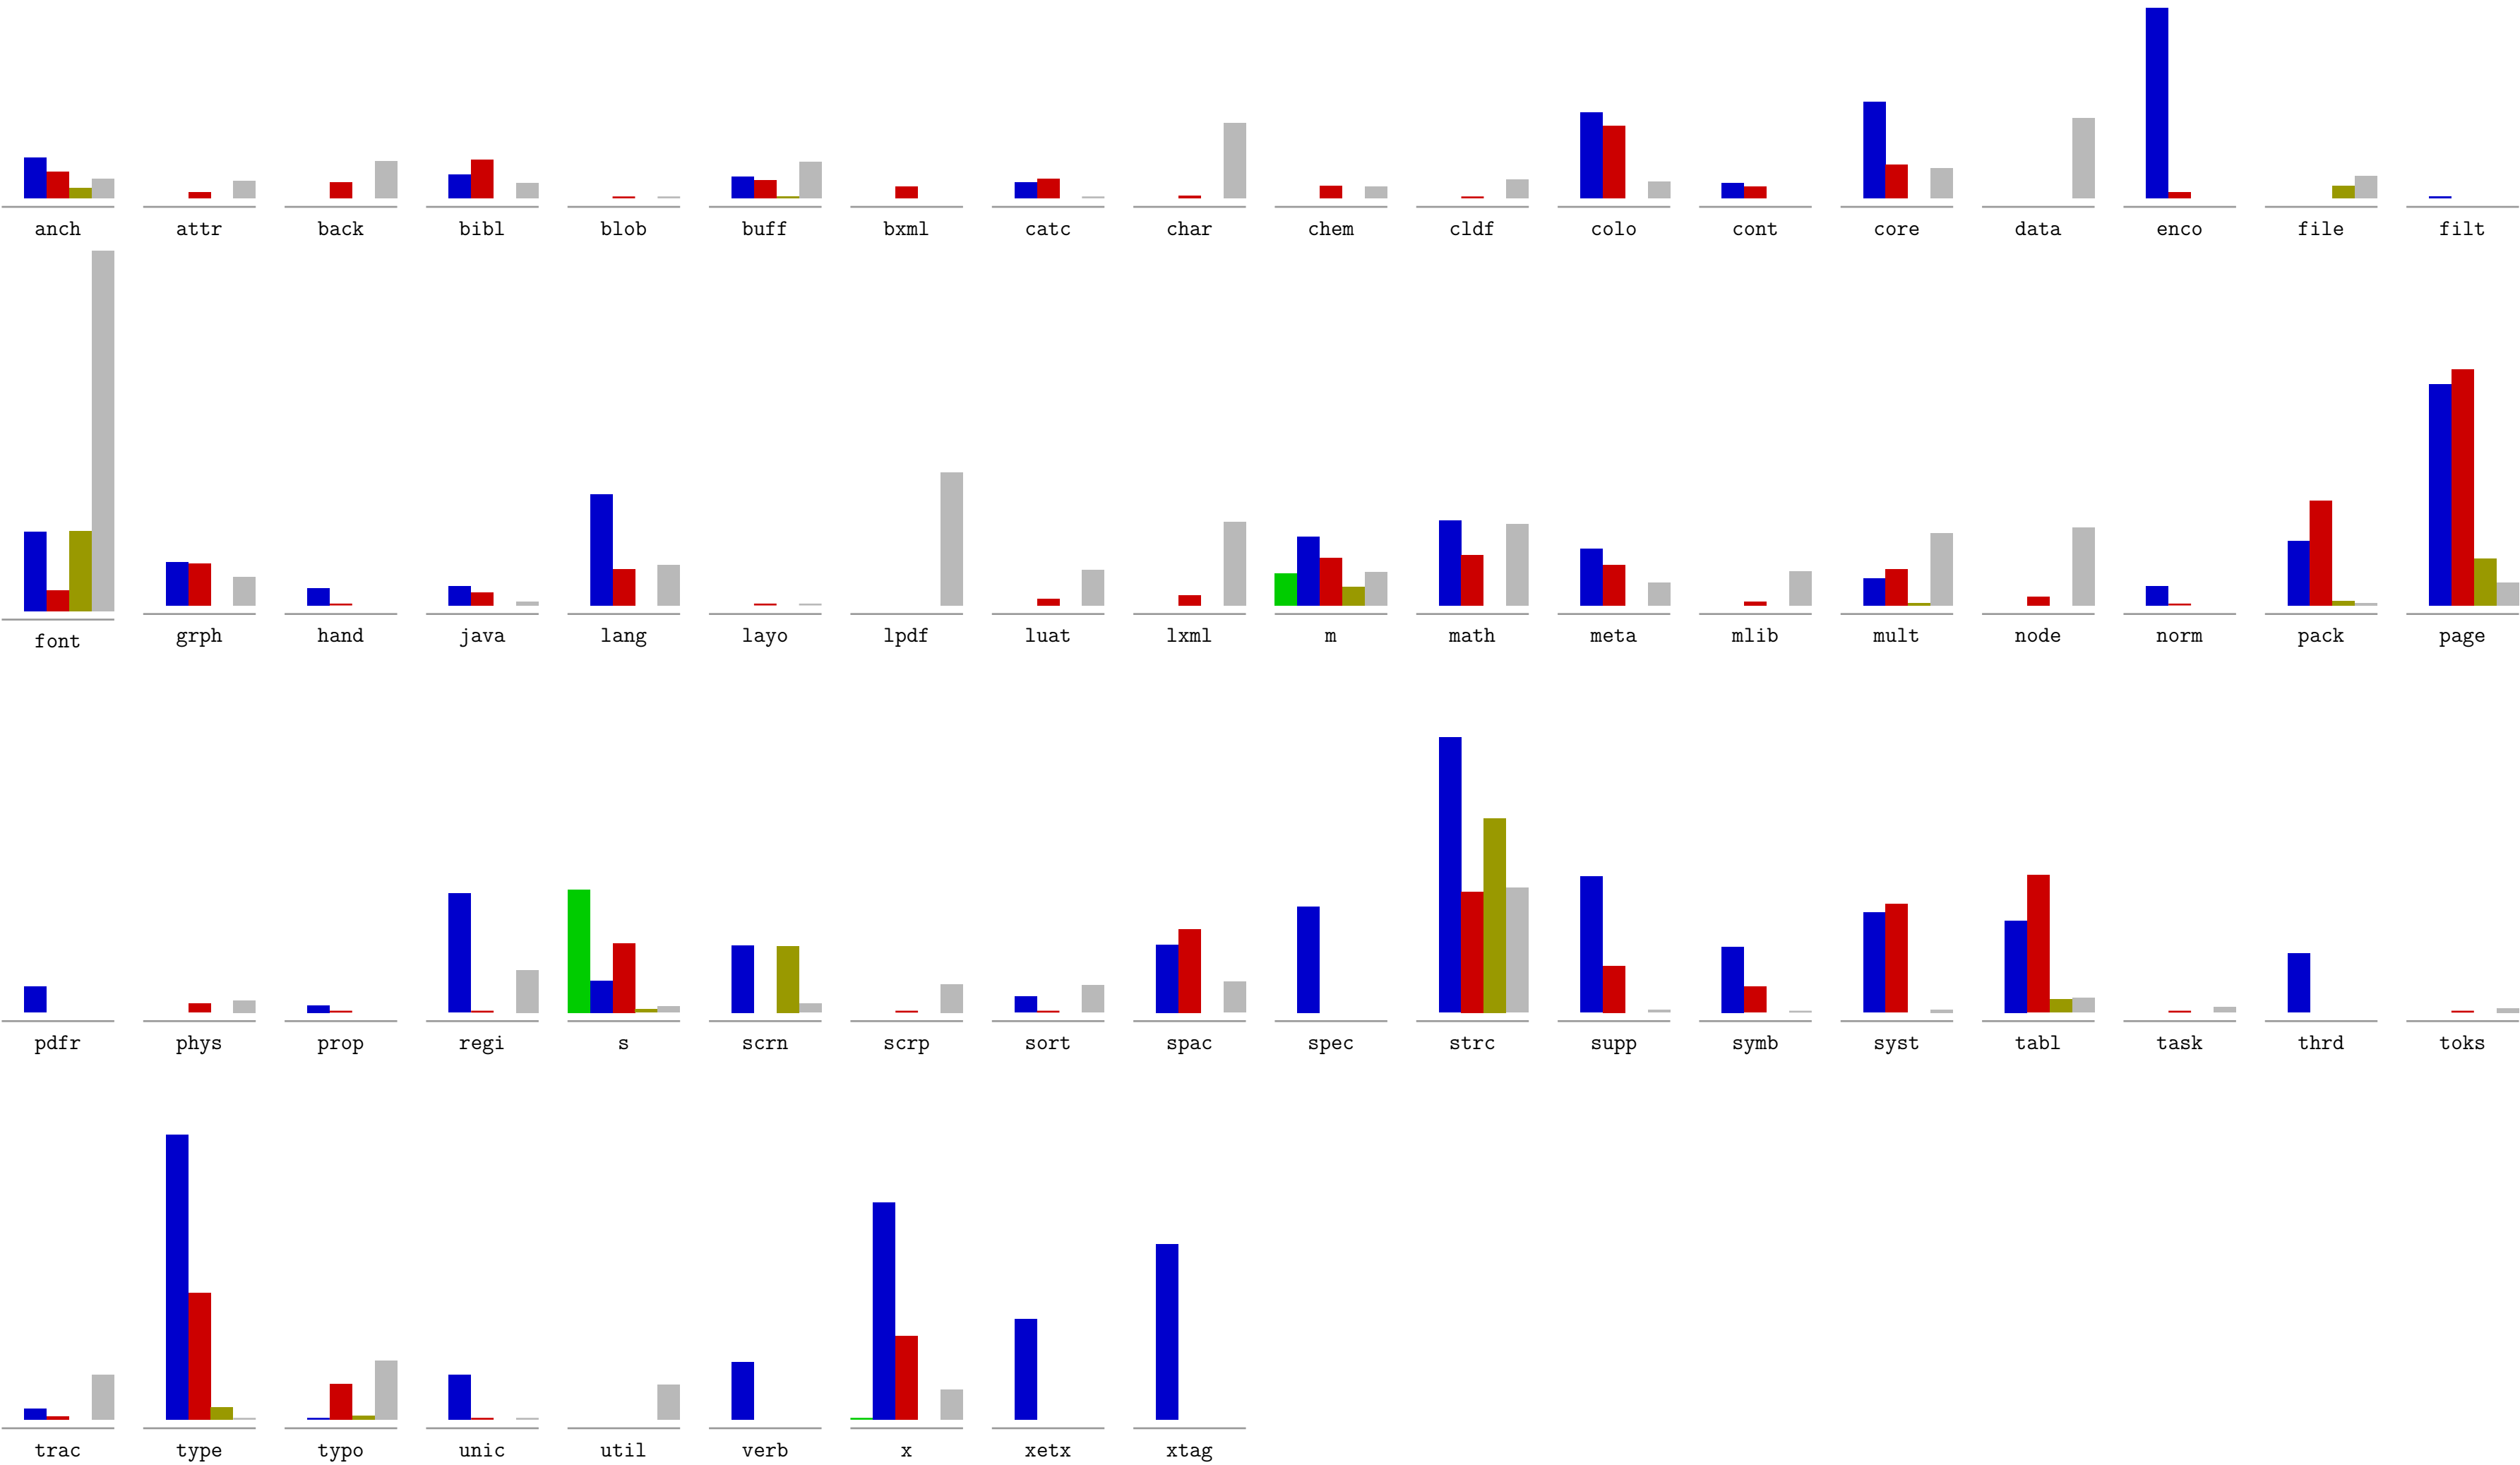 anch attr back bibl blob buff bxml catc char chem cldf colo cont core data enco file filt
font grph hand java lang layo lpdf luat lxml m math meta mlib mult node norm pack page
pdfr phys prop regi s scrn scrp sort spac spec strc supp symb syst tabl task thrd toks
trac type typo unic util verb x xetx xtag